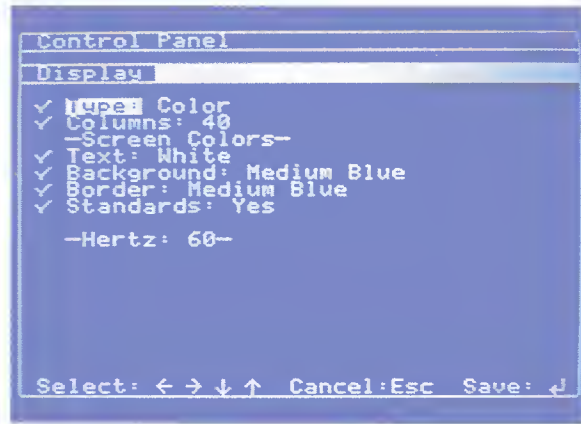 Control Panel
Display
✓ Type: Color
✓ Columns: 40
—Screen Colors—
✓ Text: White
✓ Background: Medium Blue
✓ Border: Medium Blue
✓ Standards: Yes
—Hertz: 60—
Select: ← → ↓ ↑ Cancel:Esc Save: ↵